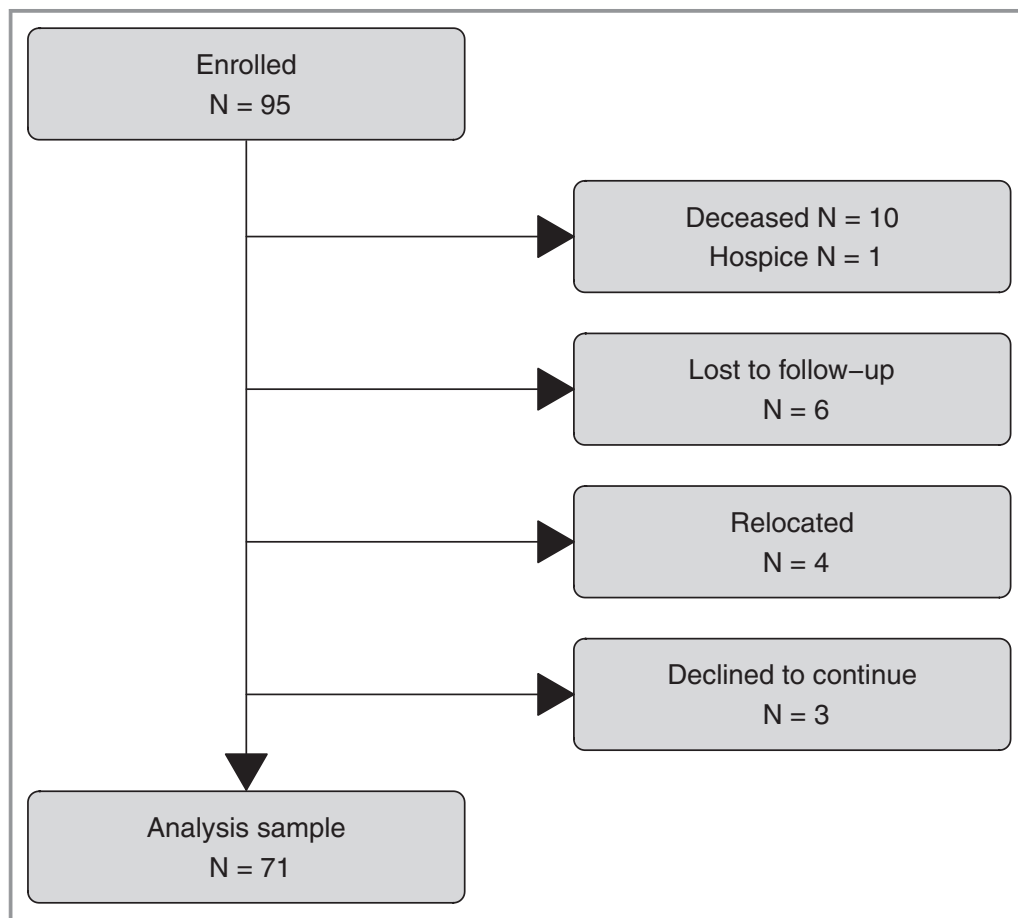 Enrolled
N = 95
Deceased N = 10
Hospice N = 1
Lost to follow−up
N = 6
Relocated
N = 4
Declined to continue
N = 3
Analysis sample
N = 71